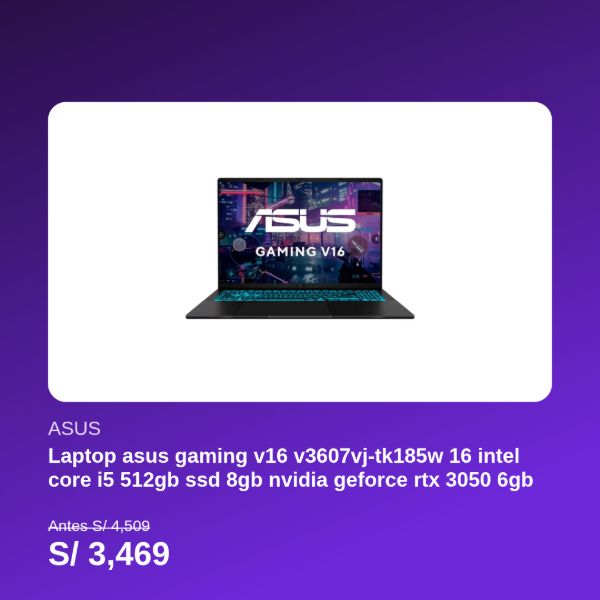 ASUS
GAMING V16
ASUS
Laptop asus gaming v16 v3607vj-tk185w 16 intel
core i5 512gb ssd 8gb nvidia geforce rtx 3050 6gb
Antes S/ 4,509
S/ 3,469